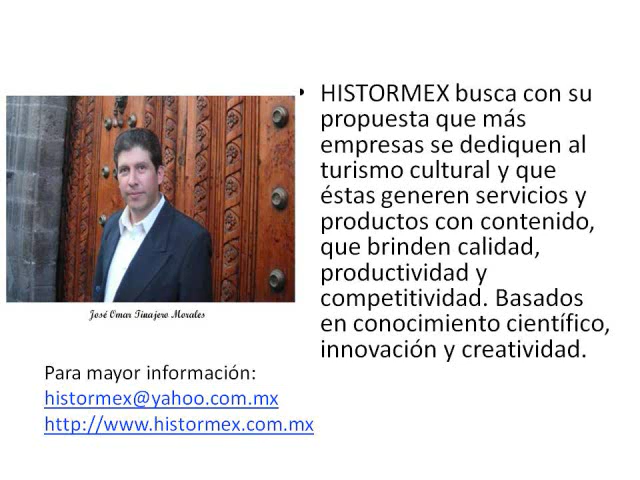 • HISTORMEX busca con su
propuesta que más
empresas se dediquen al
turismo cultural y que
éstas generen servicios y
productos con contenido,
que brinden calidad,
productividad y
competitividad. Basados
en conocimiento científico,
innovación y creatividad.
José Omar Tinajero Morales
Para mayor información:
histormex@yahoo.com.mx
http://www.histormex.com.mx